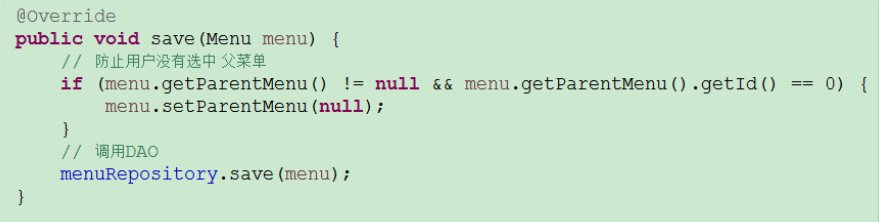 @Override
public void save(Menu menu) {
// 防止用户没有选中 父菜单
if (menu.getParentMenu() != null && menu.getParentMenu().getId() == 0) {
menu.setParentMenu(null);
}
// 调用DAO
menuRepository.save(menu);
}